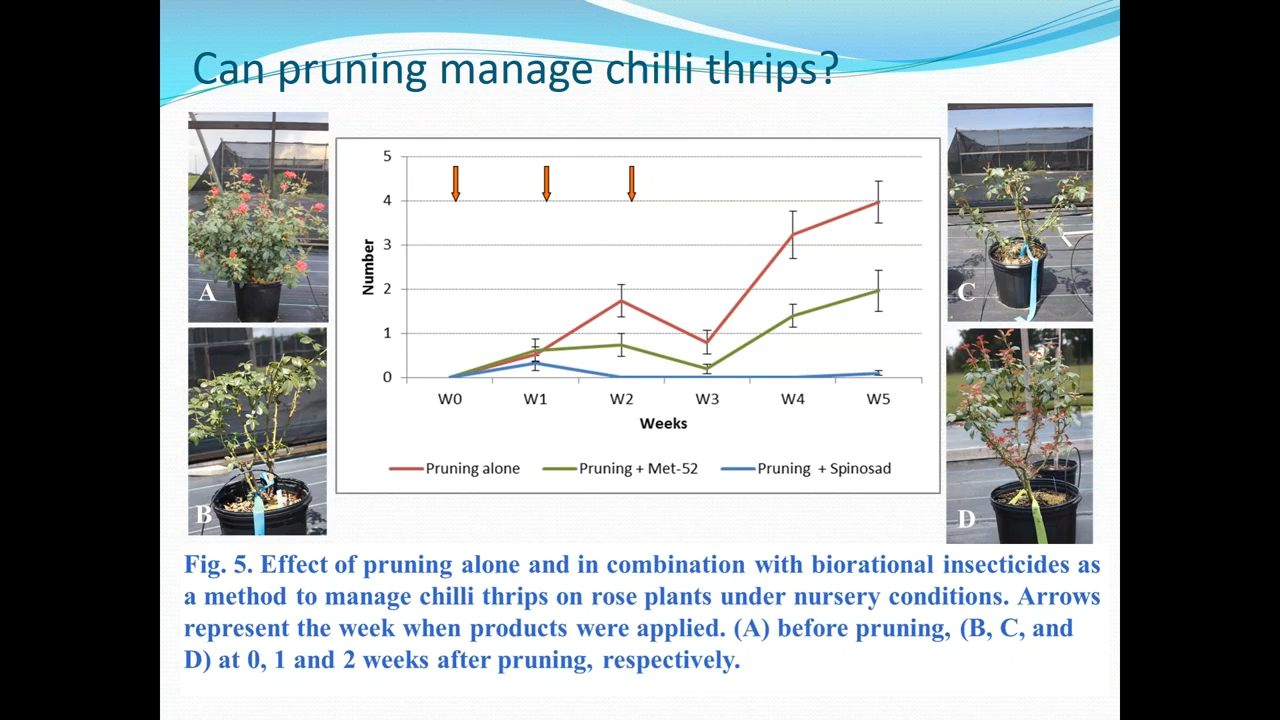 Can pruning manage chilli thrips?
A
B
5
4
3
2
1
0
Number
W0 W1 W2 W3 W4 W5
Weeks
Pruning alone Pruning + Met-52 Pruning + Spinosad
C
D
Fig. 5. Effect of pruning alone and in combination with biorational insecticides as
a method to manage chilli thrips on rose plants under nursery conditions. Arrows
represent the week when products were applied. (A) before pruning, (B, C, and
D) at 0, 1 and 2 weeks after pruning, respectively.